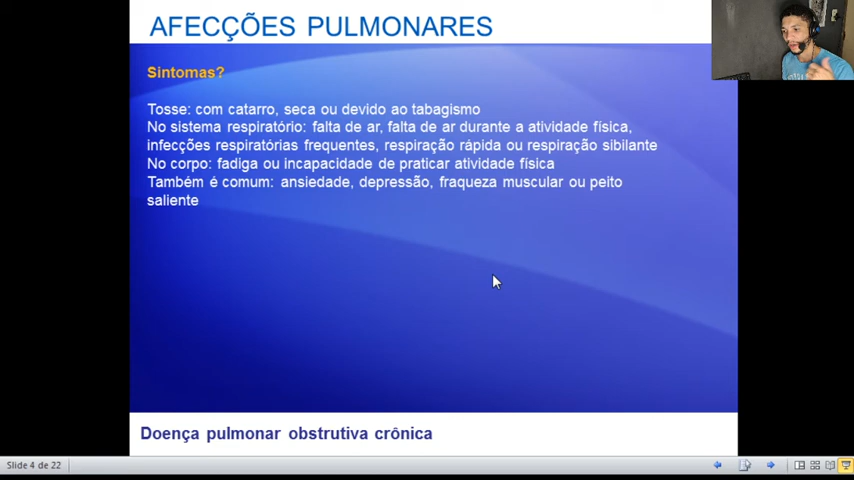 AFECÇÕES PULMONARES
Sintomas?
Tosse: com catarro, seca ou devido ao tabagismo
No sistema respiratório: falta de ar, falta de ar durante a atividade física,
infecções respiratórias frequentes, respiração rápida ou respiração sibilante
No corpo: fadiga ou incapacidade de praticar atividade física
Também é comum: ansiedade, depressão, fraqueza muscular ou peito
saliente
Doença pulmonar obstrutiva crônica
Slide 4 de 22